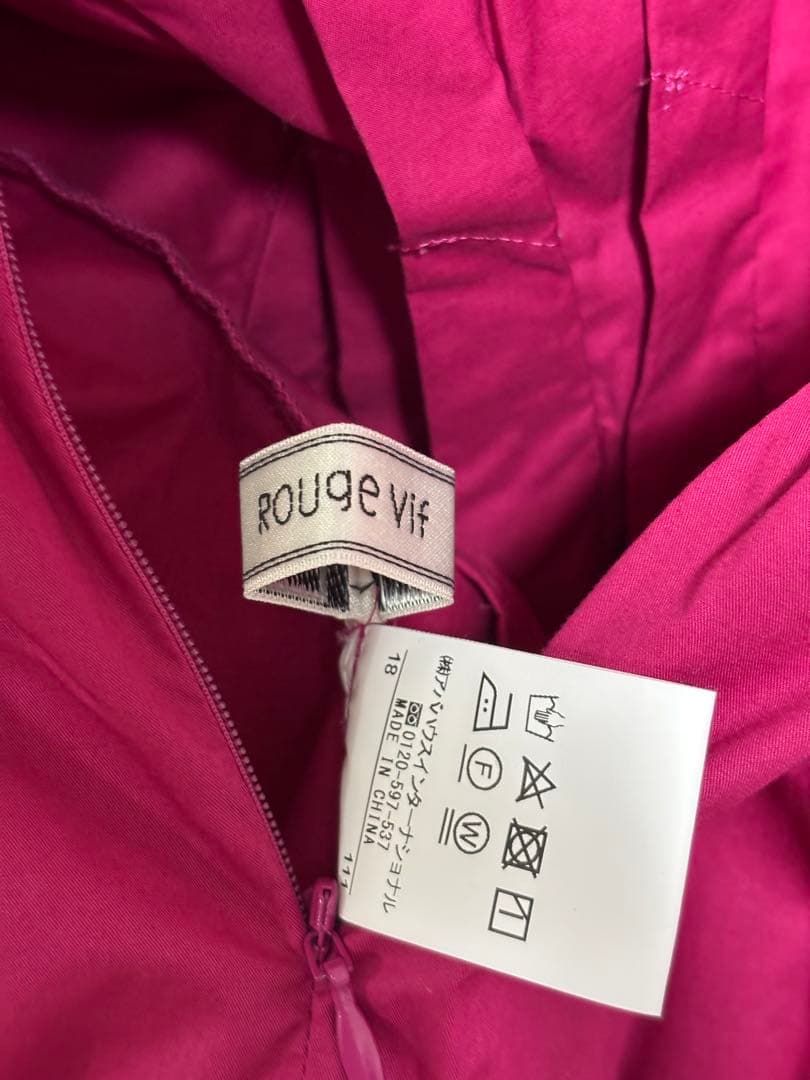 Rouge vif
18
㈱アバハウスインターナショナル
0120-597-537
MADE IN CHINA
111
F
W